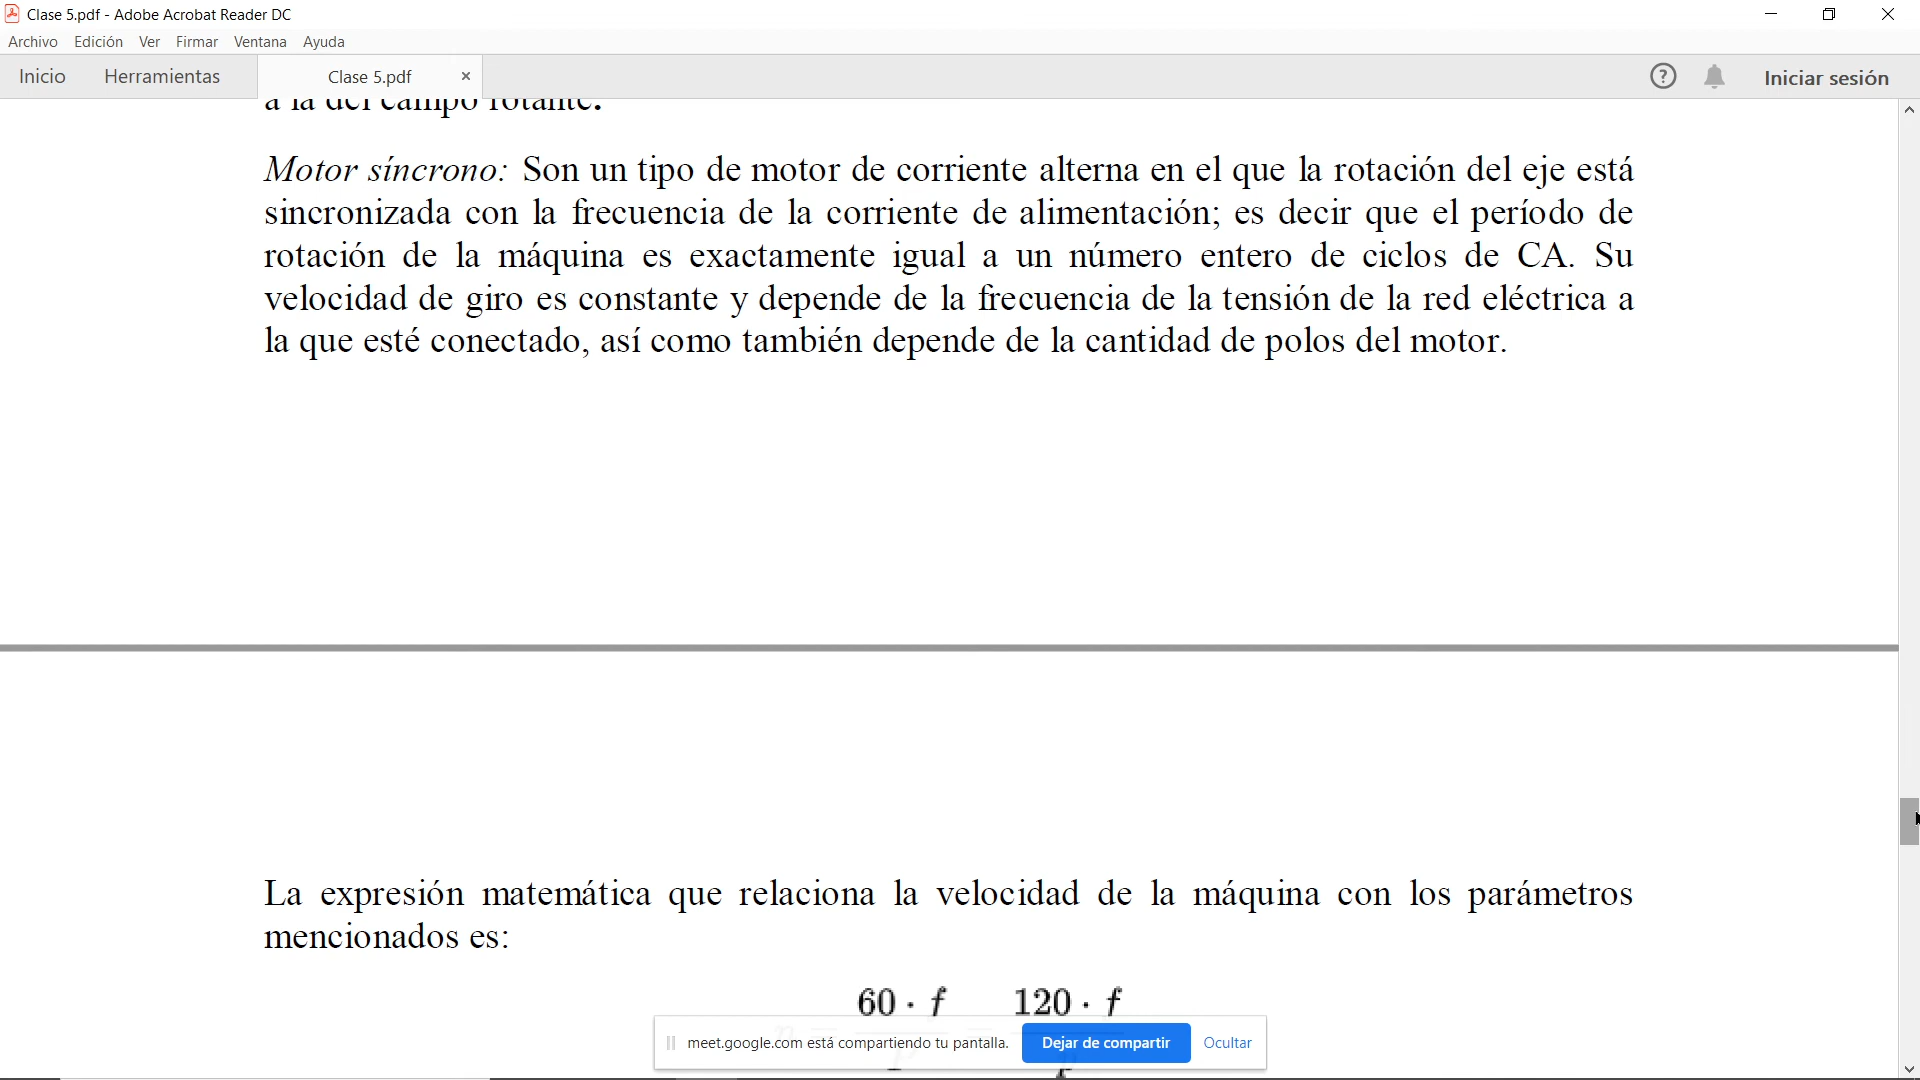 Clase 5.pdf - Adobe Acrobat Reader DC
Archivo Edición Ver Firmar Ventana Ayuda
Inicio Herramientas Clase 5.pdf × ? Iniciar sesión
a la del campo rotante.
Motor síncrono: Son un tipo de motor de corriente alterna en el que la rotación del eje está
sincronizada con la frecuencia de la corriente de alimentación; es decir que el período de
rotación de la máquina es exactamente igual a un número entero de ciclos de CA. Su
velocidad de giro es constante y depende de la frecuencia de la tensión de la red eléctrica a
la que esté conectado, así como también depende de la cantidad de polos del motor.
La expresión matemática que relaciona la velocidad de la máquina con los parámetros
mencionados es:
60 · f 120 · f
meet.google.com está compartiendo tu pantalla. Dejar de compartir Ocultar